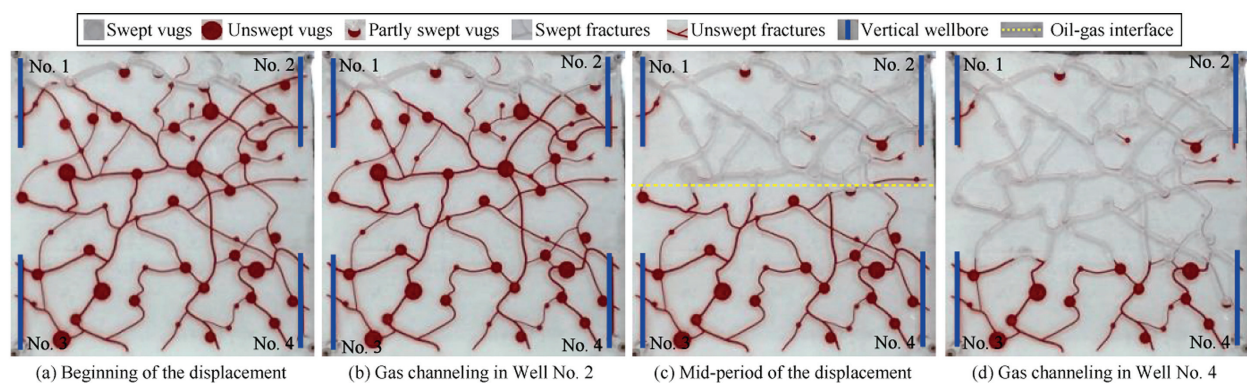 Swept vugs Unswept vugs Partly swept vugs Swept fractures Unswept fractures Vertical wellbore Oil-gas interface
No. 1 No. 2 No. 1 No. 2 No. 1 No. 2 No. 1 No. 2
No. 3 No. 4 No. 3 No. 4 No. 3 No. 4 No. 3 No. 4
(a) Beginning of the displacement (b) Gas channeling in Well No. 2 (c) Mid-period of the displacement (d) Gas channeling in Well No. 4